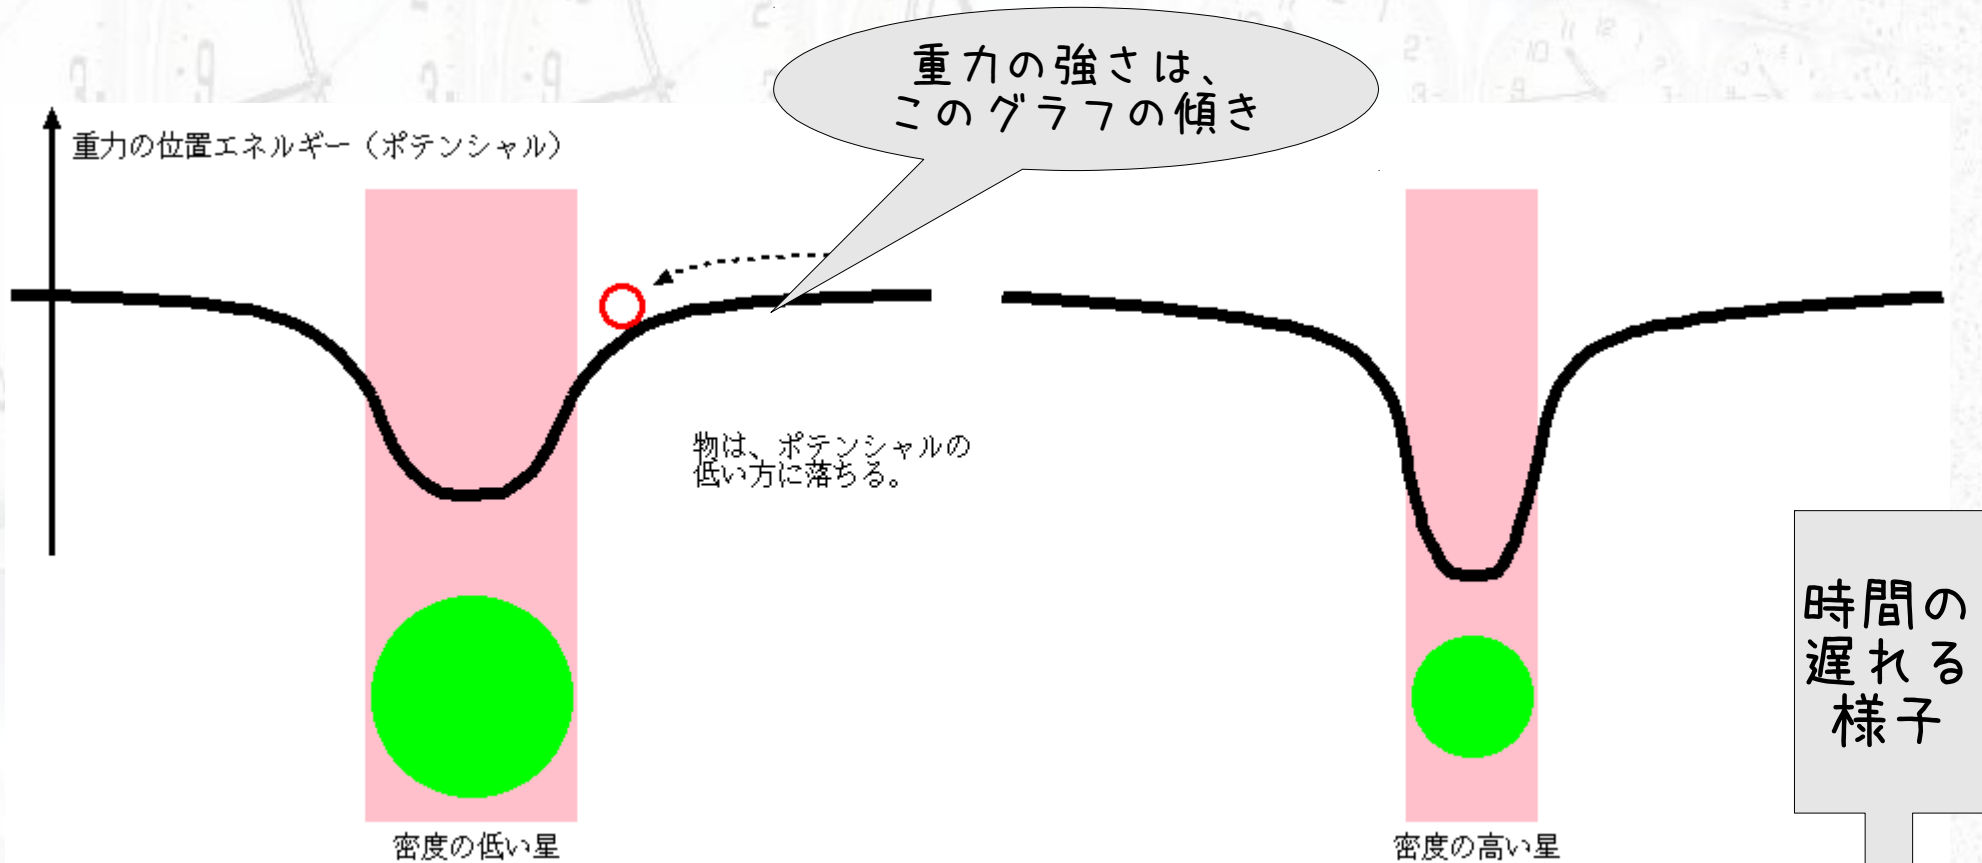 重力の強さは、
このグラフの傾き
重力の位置エネルギー（ポテンシャル）
物は、ポテンシャルの
低い方に落ちる。
時間の
遅れる
様子
密度の低い星
密度の高い星